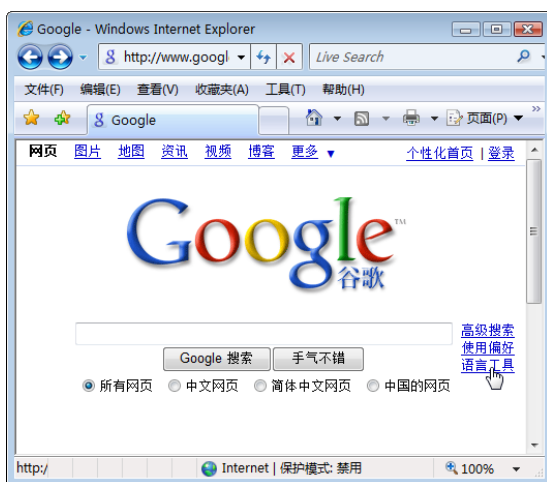 Google - Windows Internet Explorer
http://www.googl Live Search
文件(F) 编辑(E) 查看(V) 收藏夹(A) 工具(T) 帮助(H)
Google 页面(P)
网页 图片 地图 资讯 视频 博客 更多 个性化首页 | 登录
Google™
谷歌
高级搜索
使用偏好
Google 搜索 手气不错 语言工具
所有网页 中文网页 简体中文网页 中国的网页
http:/ Internet | 保护模式: 禁用 100%